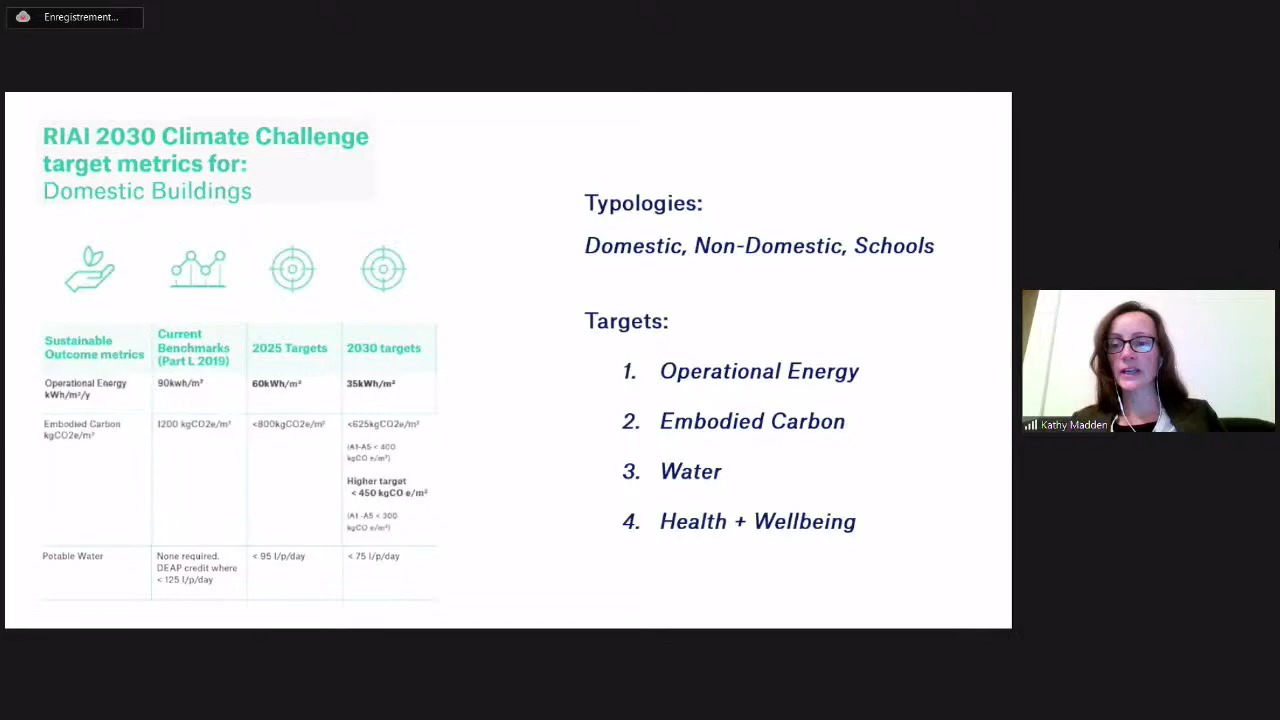 Enregistrement...
RIAI 2030 Climate Challenge
target metrics for:
Domestic Buildings
Sustainable
Outcome metrics
Current
Benchmarks
(Part L 2019)
2025 Targets
2030 targets
Operational Energy
kWh/m²/y
90kwh/m²
60kWh/m²
35kWh/m²
Embodied Carbon
kgCO2e/m²
1200 kgCO2e/m²
<800kgCO2e/m²
<625kgCO2e/m²
(A1-A5 < 400
kgCO e/m²)
Higher target
< 450 kgCO e/m²
(A1 -A5 < 300
kgCO e/m²)
Potable Water
None required.
DEAP credit where
< 125 l/p/day
< 95 l/p/day
< 75 l/p/day
Typologies:
Domestic, Non-Domestic, Schools
Targets:
1. Operational Energy
2. Embodied Carbon
3. Water
4. Health + Wellbeing
Kathy Madden